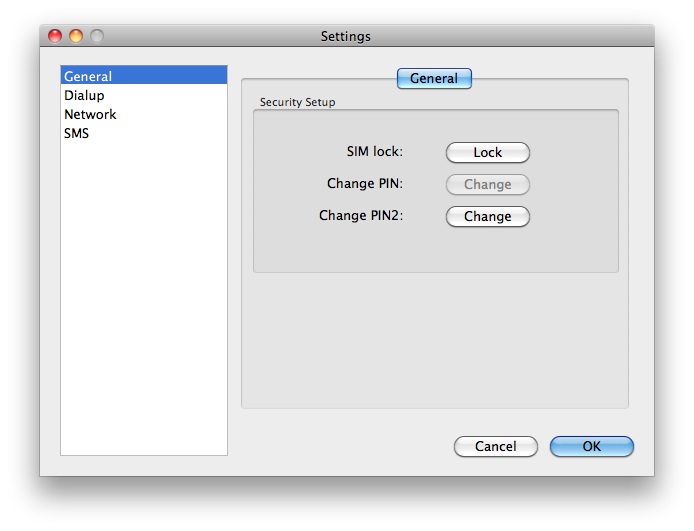 Settings
General
Dialup
Network
SMS
General
Security Setup
SIM lock: Lock
Change PIN: Change
Change PIN2: Change
Cancel OK